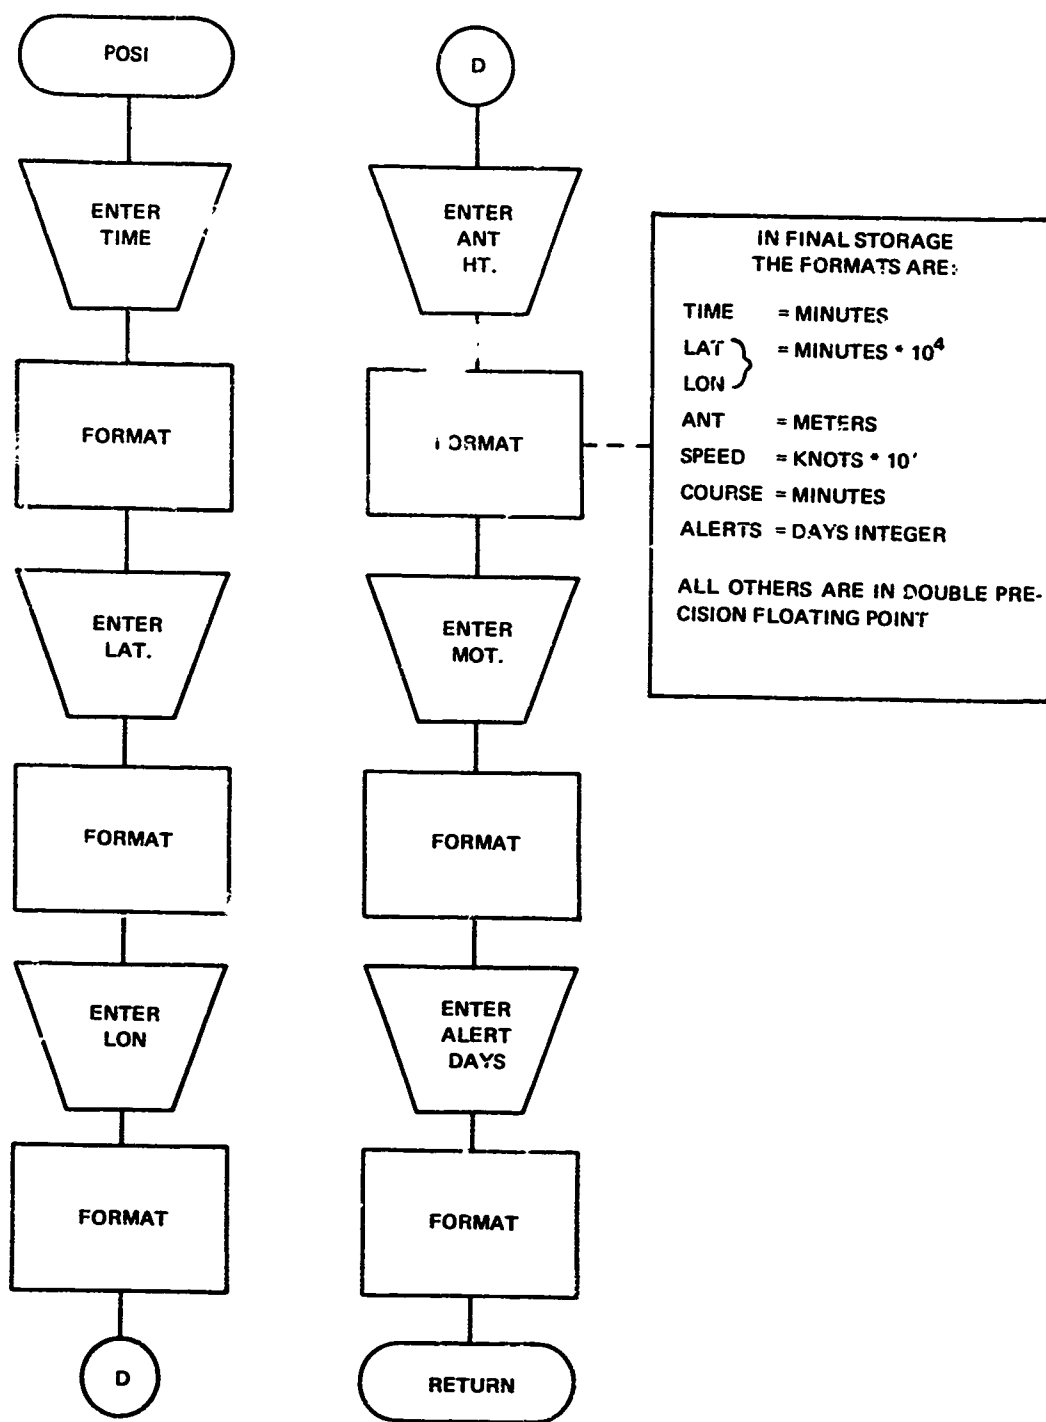 POSI
ENTER
TIME
FORMAT
ENTER
LAT.
FORMAT
ENTER
LON
FORMAT
D
D
ENTER
ANT
HT.
FORMAT
ENTER
MOT.
FORMAT
ENTER
ALERT
DAYS
FORMAT
RETURN
IN FINAL STORAGE
THE FORMATS ARE:
TIME = MINUTES
LAT } = MINUTES * 10⁴
LON
ANT = METERS
SPEED = KNOTS * 10'
COURSE = MINUTES
ALERTS = DAYS INTEGER
ALL OTHERS ARE IN DOUBLE PRE-
CISION FLOATING POINT